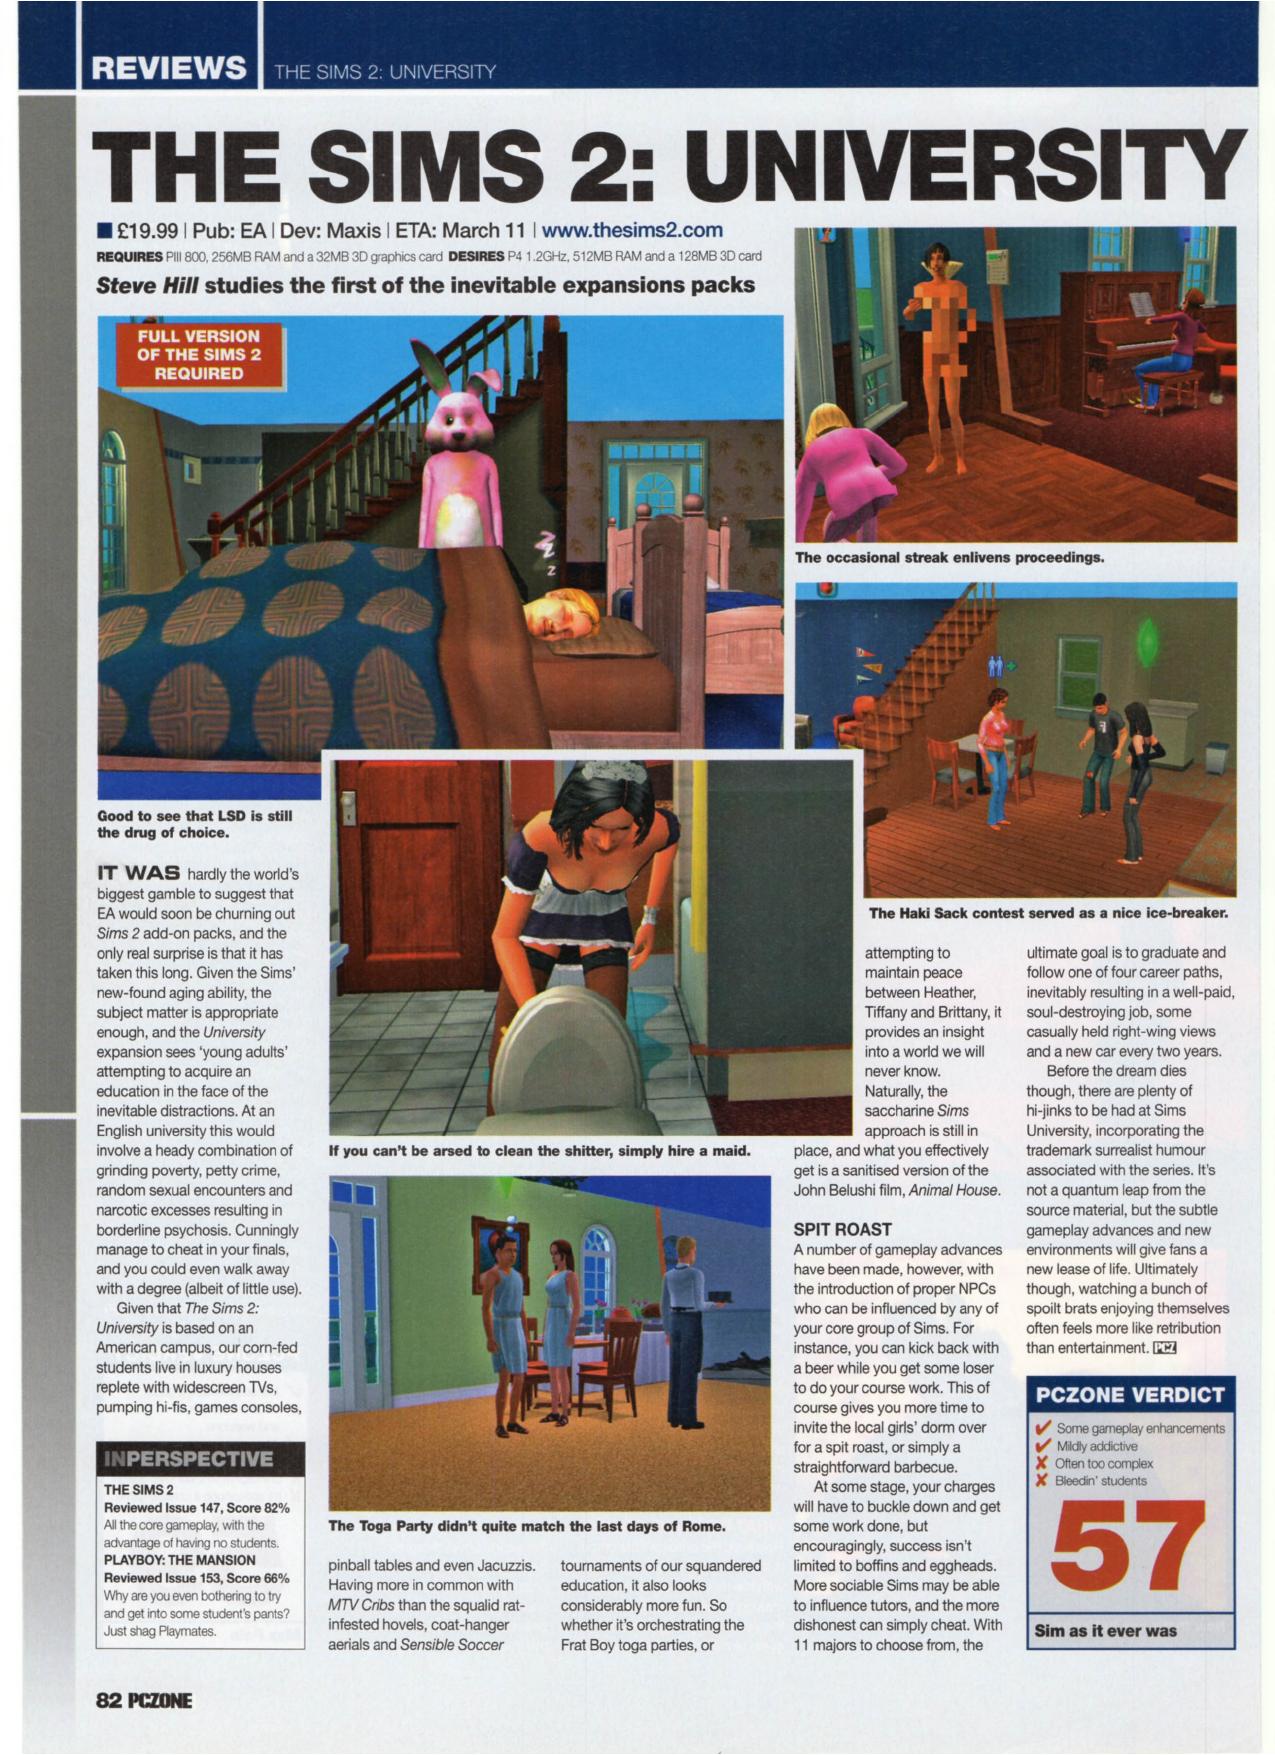 REVIEWS
THE SIMS 2: UNIVERSITY
THE SIMS 2: UNIVERSITY
£19.99 | Pub: EA | Dev: Maxis | ETA: March 11 | www.thesims2.com
REQUIRES PIII 800, 256MB RAM and a 32MB 3D graphics card DESIRES P4 1.2GHz, 512MB RAM and a 128MB 3D card
Steve Hill studies the first of the inevitable expansions packs
FULL VERSION
OF THE SIMS 2
REQUIRED
z
z
Good to see that LSD is still
the drug of choice.
The occasional streak enlivens proceedings.
The Haki Sack contest served as a nice ice-breaker.
If you can't be arsed to clean the shitter, simply hire a maid.
The Toga Party didn't quite match the last days of Rome.
IT WAS hardly the world's
biggest gamble to suggest that
EA would soon be churning out
Sims 2 add-on packs, and the
only real surprise is that it has
taken this long. Given the Sims'
new-found aging ability, the
subject matter is appropriate
enough, and the University
expansion sees 'young adults'
attempting to acquire an
education in the face of the
inevitable distractions. At an
English university this would
involve a heady combination of
grinding poverty, petty crime,
random sexual encounters and
narcotic excesses resulting in
borderline psychosis. Cunningly
manage to cheat in your finals,
and you could even walk away
with a degree (albeit of little use).
Given that The Sims 2:
University is based on an
American campus, our corn-fed
students live in luxury houses
replete with widescreen TVs,
pumping hi-fis, games consoles,
pinball tables and even Jacuzzis.
Having more in common with
MTV Cribs than the squalid rat-
infested hovels, coat-hanger
aerials and Sensible Soccer
tournaments of our squandered
education, it also looks
considerably more fun. So
whether it's orchestrating the
Frat Boy toga parties, or
attempting to
maintain peace
between Heather,
Tiffany and Brittany, it
provides an insight
into a world we will
never know.
Naturally, the
saccharine Sims
approach is still in
place, and what you effectively
get is a sanitised version of the
John Belushi film, Animal House.
SPIT ROAST
A number of gameplay advances
have been made, however, with
the introduction of proper NPCs
who can be influenced by any of
your core group of Sims. For
instance, you can kick back with
a beer while you get some loser
to do your course work. This of
course gives you more time to
invite the local girls' dorm over
for a spit roast, or simply a
straightforward barbecue.
At some stage, your charges
will have to buckle down and get
some work done, but
encouragingly, success isn't
limited to boffins and eggheads.
More sociable Sims may be able
to influence tutors, and the more
dishonest can simply cheat. With
11 majors to choose from, the
ultimate goal is to graduate and
follow one of four career paths,
inevitably resulting in a well-paid,
soul-destroying job, some
casually held right-wing views
and a new car every two years.
Before the dream dies
though, there are plenty of
hi-jinks to be had at Sims
University, incorporating the
trademark surrealist humour
associated with the series. It's
not a quantum leap from the
source material, but the subtle
gameplay advances and new
environments will give fans a
new lease of life. Ultimately
though, watching a bunch of
spoilt brats enjoying themselves
often feels more like retribution
than entertainment. PCZ
INPERSPECTIVE
THE SIMS 2
Reviewed Issue 147, Score 82%
All the core gameplay, with the
advantage of having no students.
PLAYBOY: THE MANSION
Reviewed Issue 153, Score 66%
Why are you even bothering to try
and get into some student's pants?
Just shag Playmates.
PCZONE VERDICT
✓ Some gameplay enhancements
✓ Mildly addictive
✗ Often too complex
✗ Bleedin' students
57
Sim as it ever was
82 PCZONE